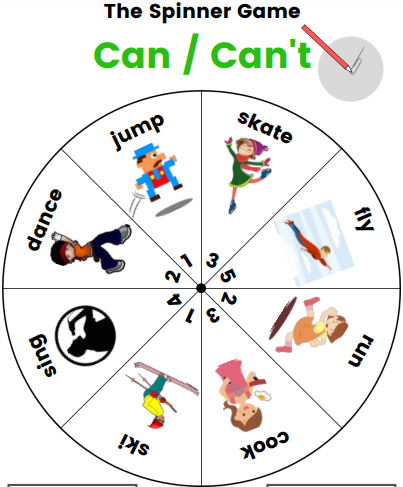 The Spinner Game
Can / Can't
jump
skate
fly
run
cook
ski
sing
dance
1
3
5
2
3
1
4
2